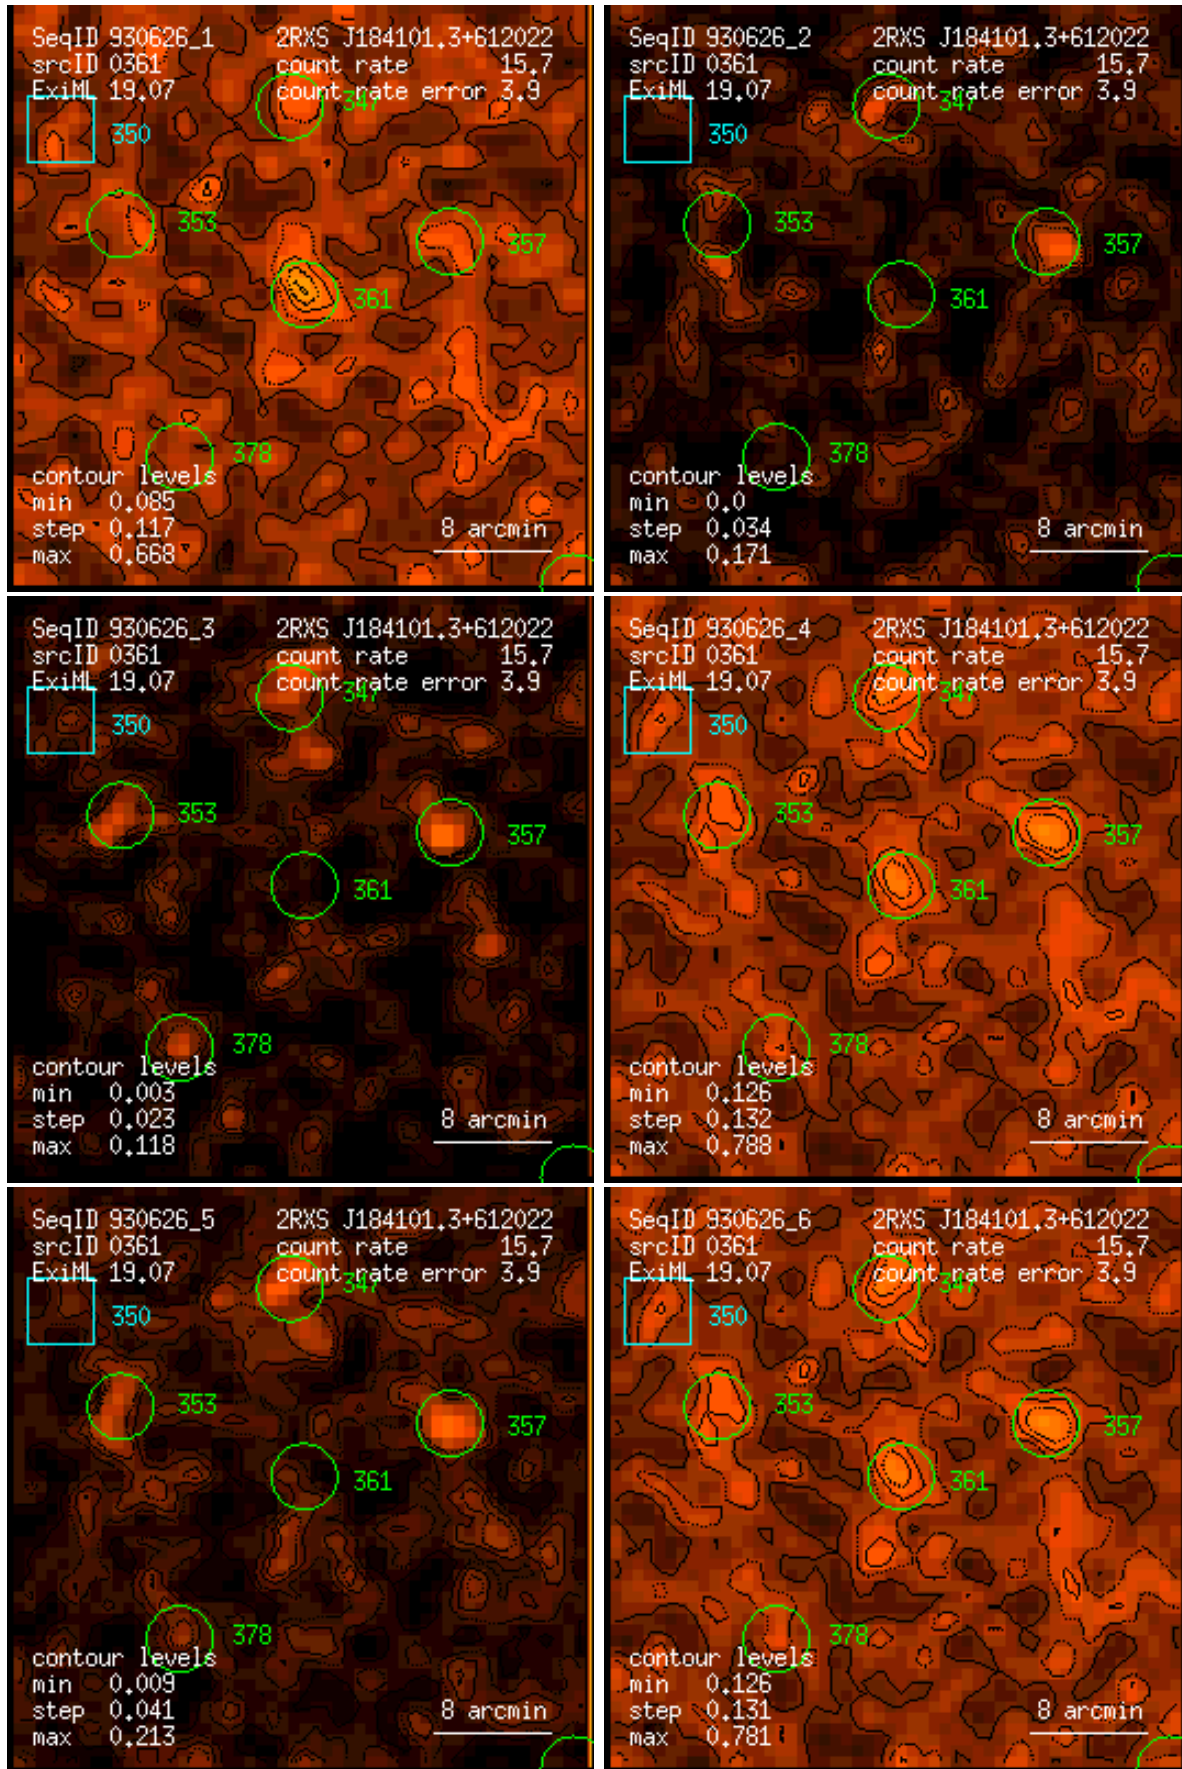 SeqID 930626_1 2RXS J184101.3+612022
srcID 0361 count rate 15.7
ExiML 19.07 count rate error 3.9
347
350
353
357
361
378
contour levels
min 0.085
step 0.117
max 0.668
8 arcmin
SeqID 930626_2 2RXS J184101.3+612022
srcID 0361 count rate 15.7
ExiML 19.07 count rate error 3.9
347
350
353
357
361
378
contour levels
min 0.0
step 0.034
max 0.171
8 arcmin
SeqID 930626_3 2RXS J184101.3+612022
srcID 0361 count rate 15.7
ExiML 19.07 count rate error 3.9
347
350
353
357
361
378
contour levels
min 0.003
step 0.023
max 0.118
8 arcmin
SeqID 930626_4 2RXS J184101.3+612022
srcID 0361 count rate 15.7
ExiML 19.07 count rate error 3.9
347
350
353
357
361
378
contour levels
min 0.126
step 0.132
max 0.788
8 arcmin
SeqID 930626_5 2RXS J184101.3+612022
srcID 0361 count rate 15.7
ExiML 19.07 count rate error 3.9
347
350
353
357
361
378
contour levels
min 0.009
step 0.041
max 0.213
8 arcmin
SeqID 930626_6 2RXS J184101.3+612022
srcID 0361 count rate 15.7
ExiML 19.07 count rate error 3.9
347
350
353
357
361
378
contour levels
min 0.126
step 0.131
max 0.781
8 arcmin